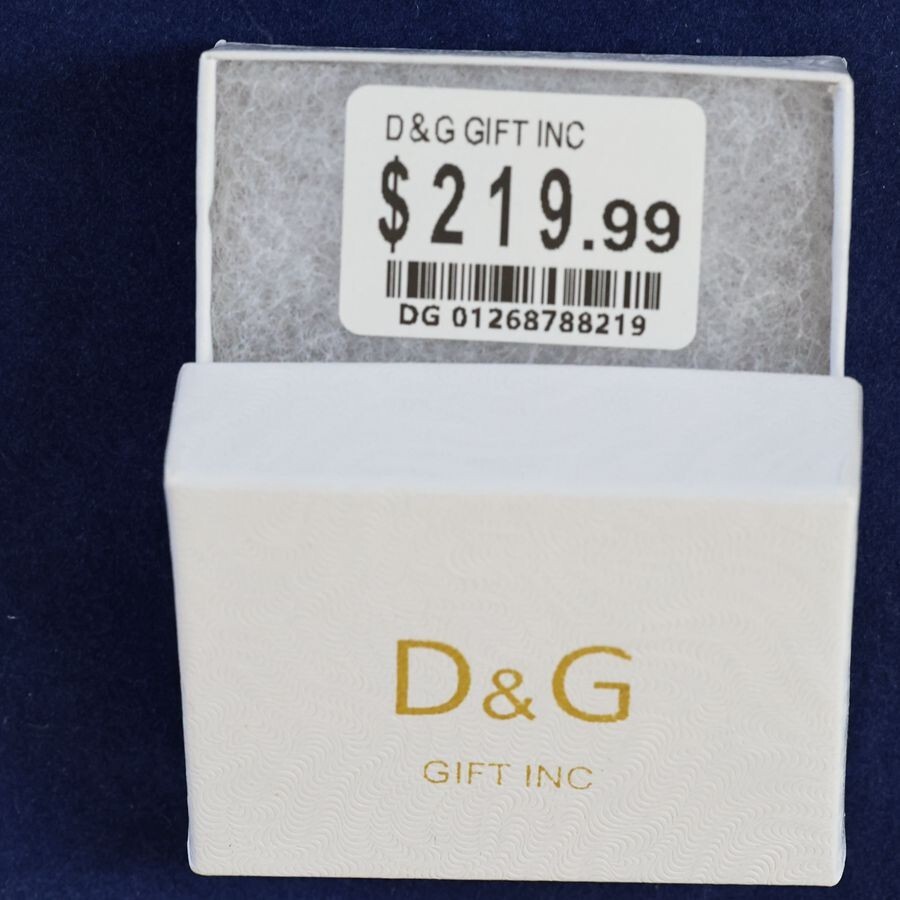 D&G GIFT INC
$219.99
DG 01268788219
D&G
GIFT INC